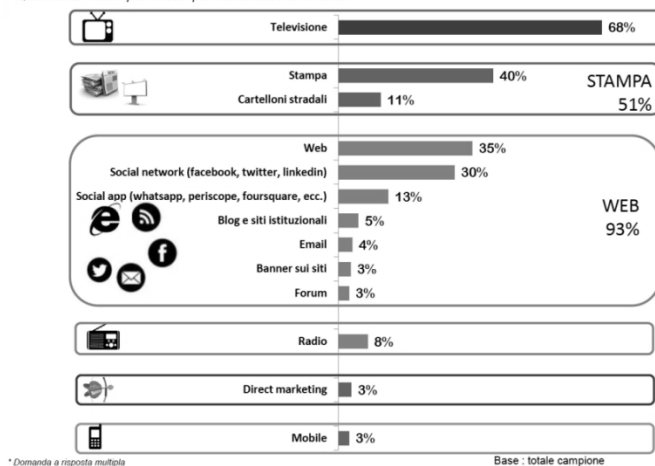 Televisione 68%
Stampa 40%
Cartelloni stradali 11%
STAMPA
51%
Web 35%
Social network (facebook, twitter, linkedin) 30%
Social app (whatsapp, periscope, foursquare, ecc.) 13%
Blog e siti istituzionali 5%
Email 4%
Banner sui siti 3%
Forum 3%
WEB
93%
Radio 8%
Direct marketing 3%
Mobile 3%
* Domanda a risposta multipla
Base : totale campione